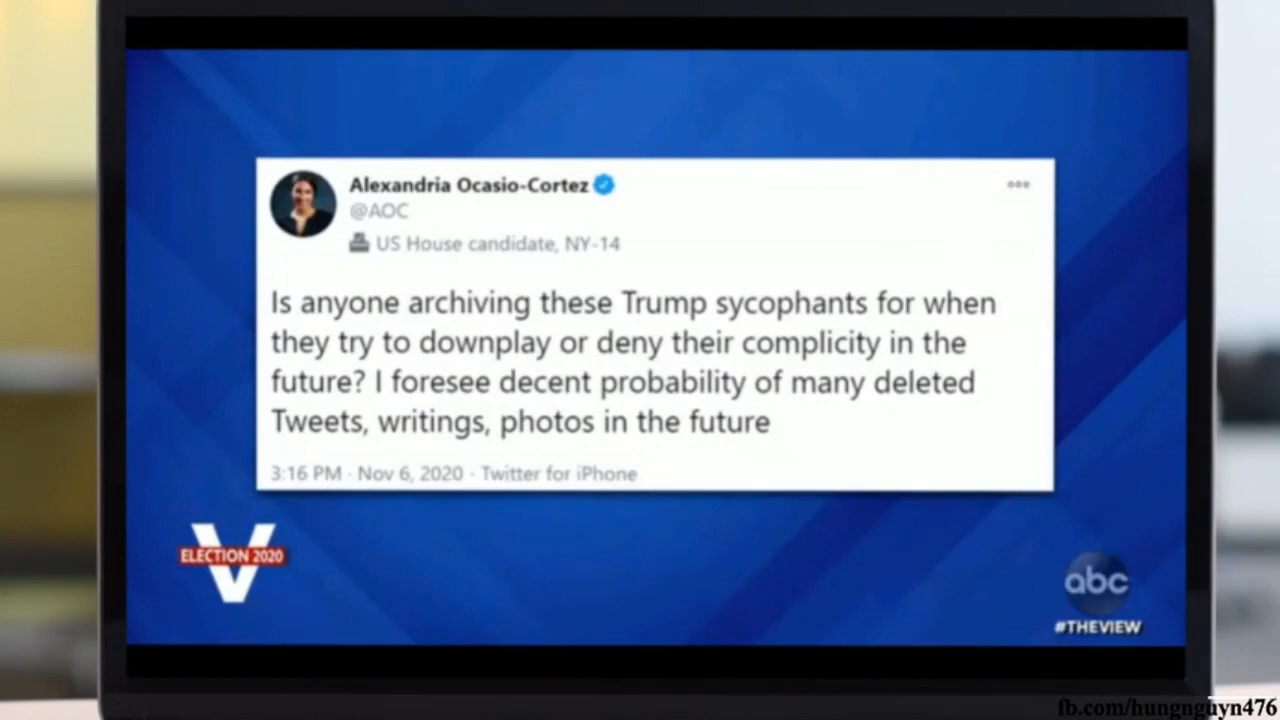 Alexandria Ocasio-Cortez
@AOC
US House candidate, NY-14
Is anyone archiving these Trump sycophants for when
they try to downplay or deny their complicity in the
future? I foresee decent probability of many deleted
Tweets, writings, photos in the future
3:16 PM · Nov 6, 2020 · Twitter for iPhone
V
ELECTION 2020
abc
#THEVIEW
fb.com/hungnguyn476